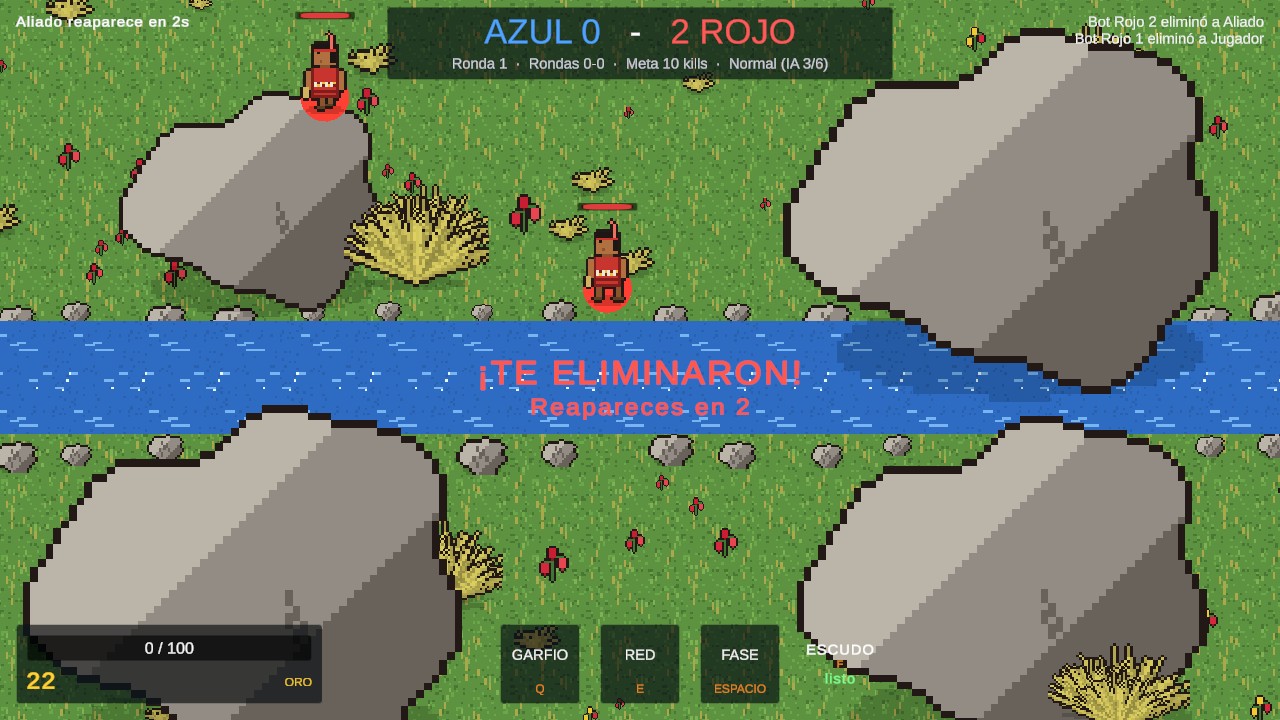 Aliado reaparece en 2s
AZUL 0 - 2 ROJO
Ronda 1 · Rondas 0-0 · Meta 10 kills · Normal (IA 3/6)
Bot Rojo 2 eliminó a Aliado
Bot Rojo 1 eliminó a Jugador
¡TE ELIMINARON!
Reapareces en 2
0 / 100
22 ORO
GARFIO
Q
RED
E
FASE
ESPACIO
ESCUDO
listo